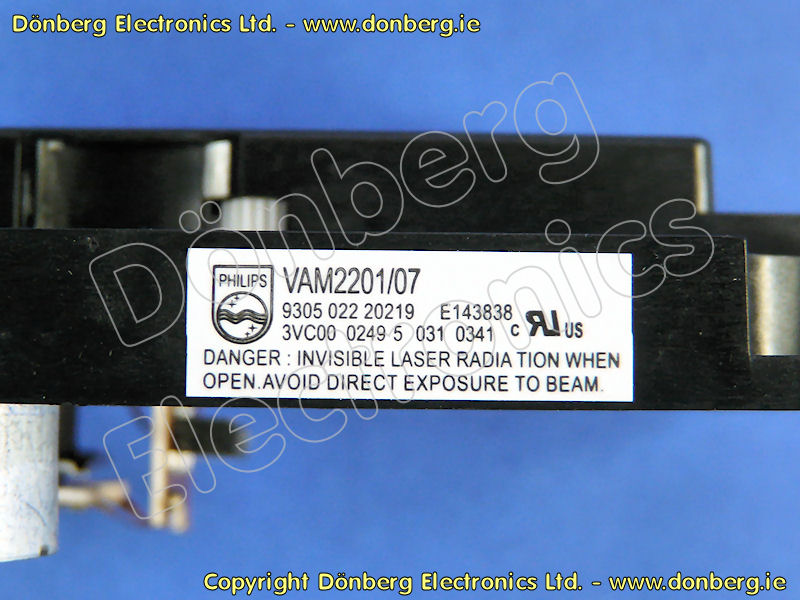 Dönberg Electronics Ltd. - www.donberg.ie
Dönberg
Electronics
PHILIPS
VAM2201/07
9305 022 20219 E143838
3VC00 0249 5 031 0341 c RU US
DANGER : INVISIBLE LASER RADIA TION WHEN
OPEN.AVOID DIRECT EXPOSURE TO BEAM.
Copyright Dönberg Electronics Ltd. - www.donberg.ie